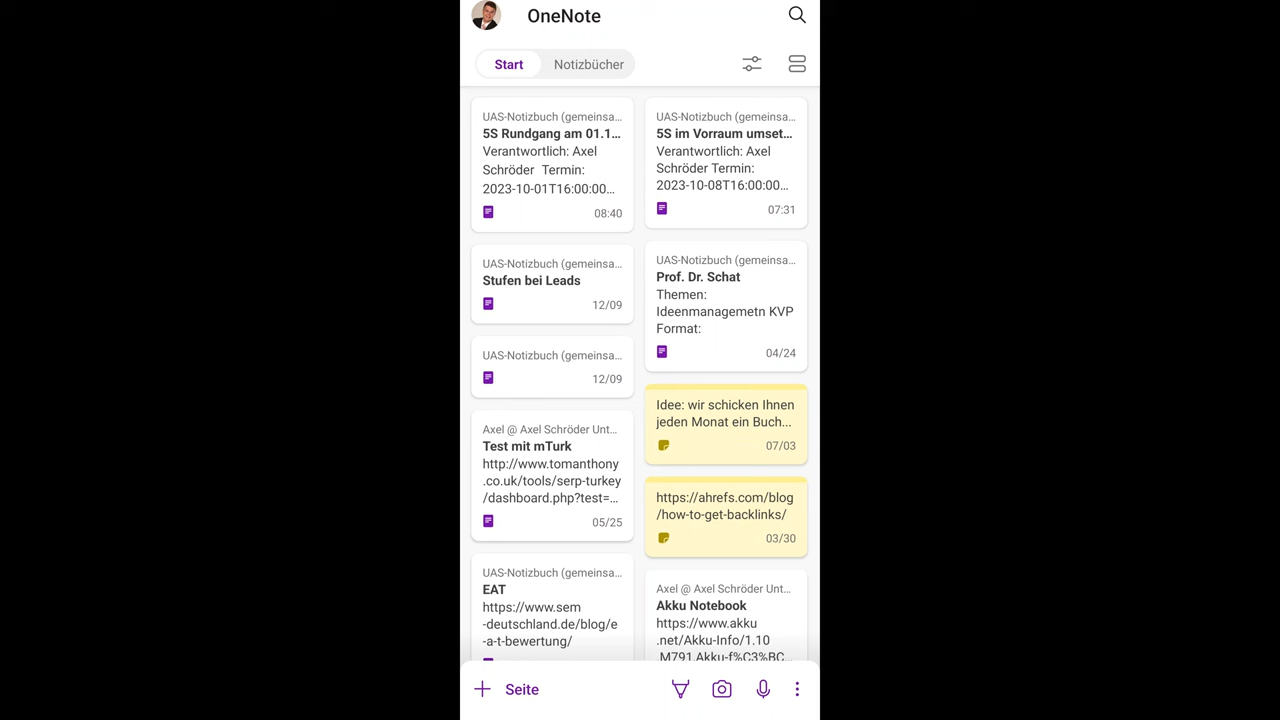 OneNote
Start
Notizbücher
UAS-Notizbuch (gemeinsa...
5S Rundgang am 01.1...
Verantwortlich: Axel
Schröder Termin:
2023-10-01T16:00:00...
08:40
UAS-Notizbuch (gemeinsa...
5S im Vorraum umset...
Verantwortlich: Axel
Schröder Termin:
2023-10-08T16:00:00...
07:31
UAS-Notizbuch (gemeinsa...
Stufen bei Leads
12/09
UAS-Notizbuch (gemeinsa...
Prof. Dr. Schat
Themen:
Ideenmanagemetn KVP
Format:
04/24
UAS-Notizbuch (gemeinsa...
12/09
Idee: wir schicken Ihnen
jeden Monat ein Buch...
07/03
Axel @ Axel Schröder Unt...
Test mit mTurk
http://www.tomanthony
.co.uk/tools/serp-turkey
/dashboard.php?test=...
05/25
https://ahrefs.com/blog
/how-to-get-backlinks/
03/30
UAS-Notizbuch (gemeinsa...
EAT
https://www.sem
-deutschland.de/blog/e
-a-t-bewertung/
Axel @ Axel Schröder Unt...
Akku Notebook
https://www.akku
.net/Akku-Info/1.10
.M791.Akku-f%C3%BC...
Seite